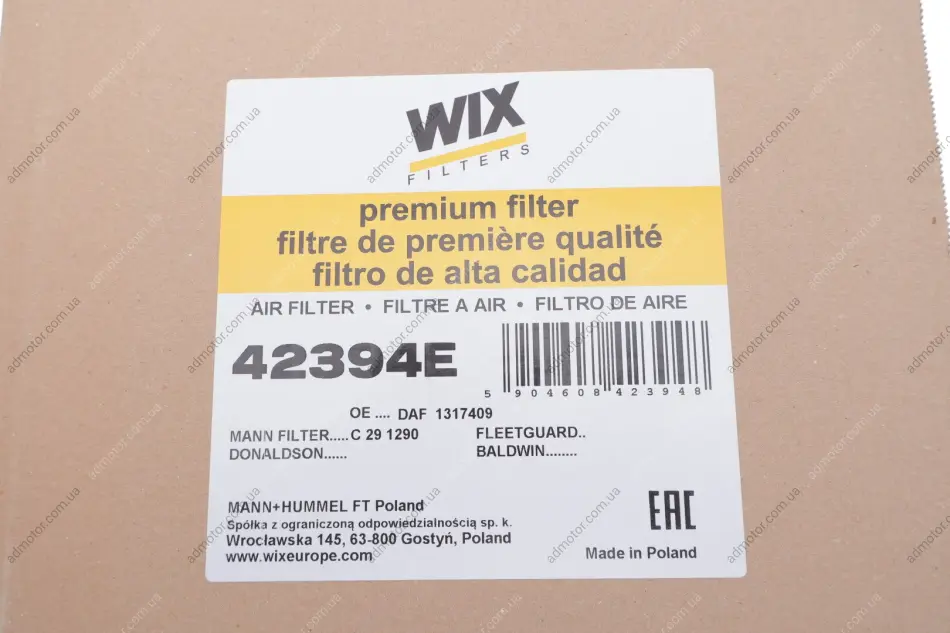 WIX
FILTERS
premium filter
filtre de première qualité
filtro de alta calidad
AIR FILTER • FILTRE A AIR • FILTRO DE AIRE
42394E
5 904608 423948
OE .... DAF 1317409
MANN FILTER.....C 29 1290 FLEETGUARD..
DONALDSON...... BALDWIN........
MANN+HUMMEL FT Poland
Spółka z ograniczoną odpowiedzialnością sp. k.
Wrocławska 145, 63-800 Gostyń, Poland
www.wixeurope.com
EAC
Made in Poland
admotor.com.ua